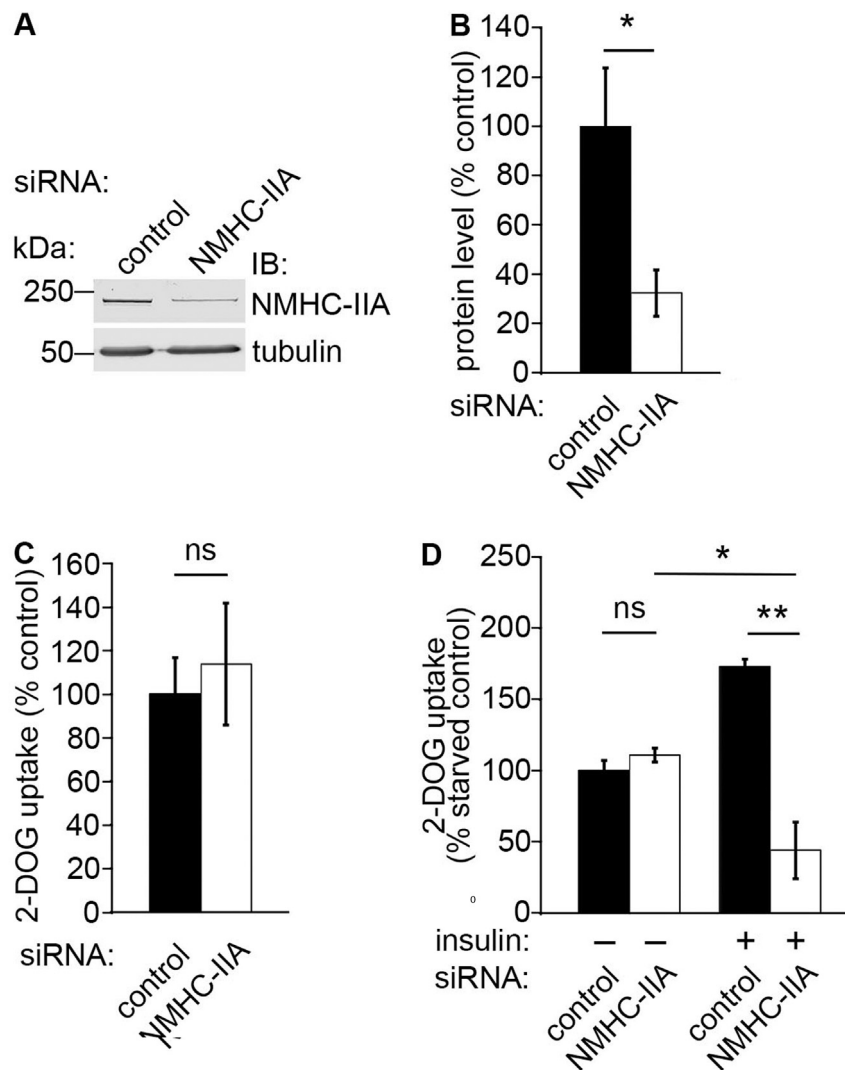 A
siRNA:
control
NMHC-IIA
kDa:
IB:
250
NMHC-IIA
50
tubulin
B
protein level (% control)
140
120
100
80
60
40
20
0
*
siRNA:
control
NMHC-IIA
C
2-DOG uptake (% control)
160
140
120
100
80
60
40
20
0
ns
siRNA:
control
NMHC-IIA
D
2-DOG uptake
(% starved control)
250
200
150
100
50
0
0
ns
*
**
insulin: – – + +
siRNA:
control
NMHC-IIA
control
NMHC-IIA